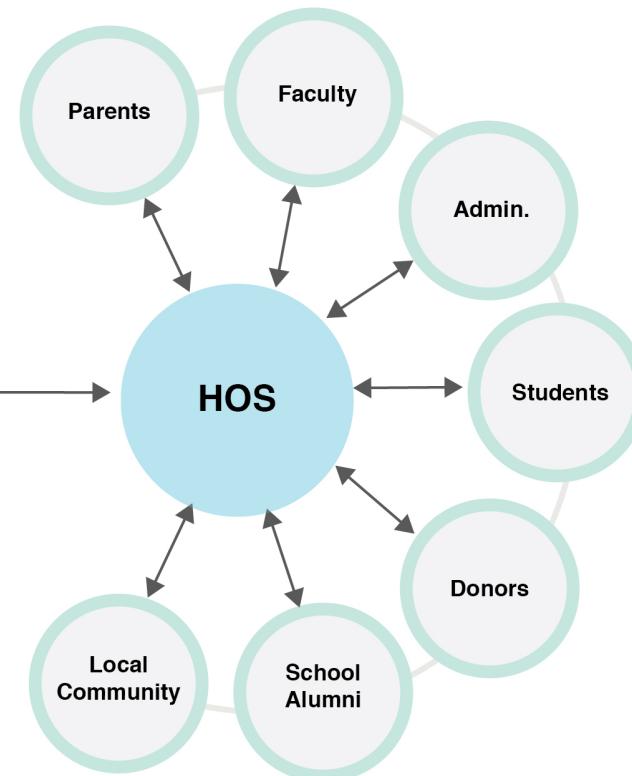 Parents
Faculty
Admin.
HOS
Students
Donors
School
Alumni
Local
Community